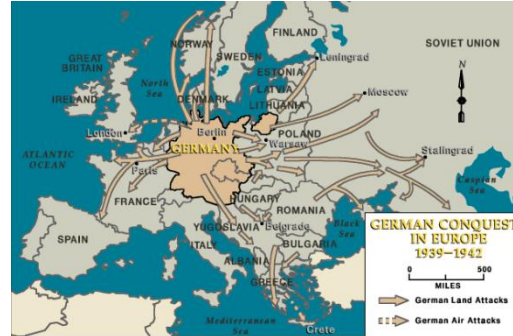 NORWAY
SWEDEN
FINLAND
SOVIET UNION
Leningrad
ESTONIA
LATVIA
LITHUANIA
Moscow
N
GREAT
BRITAIN
North
Sea
IRELAND
DENMARK
London
Berlin
GERMANY
POLAND
Warsaw
Stalingrad
ATLANTIC
OCEAN
Paris
FRANCE
HUNGARY
ROMANIA
Caspian
Sea
Black
Sea
YUGOSLAVIA
Belgrade
SPAIN
ITALY
BULGARIA
ALBANIA
GREECE
Mediterranean
Sea
Crete
GERMAN CONQUEST
IN EUROPE
1939–1942
0 500
MILES
German Land Attacks
German Air Attacks